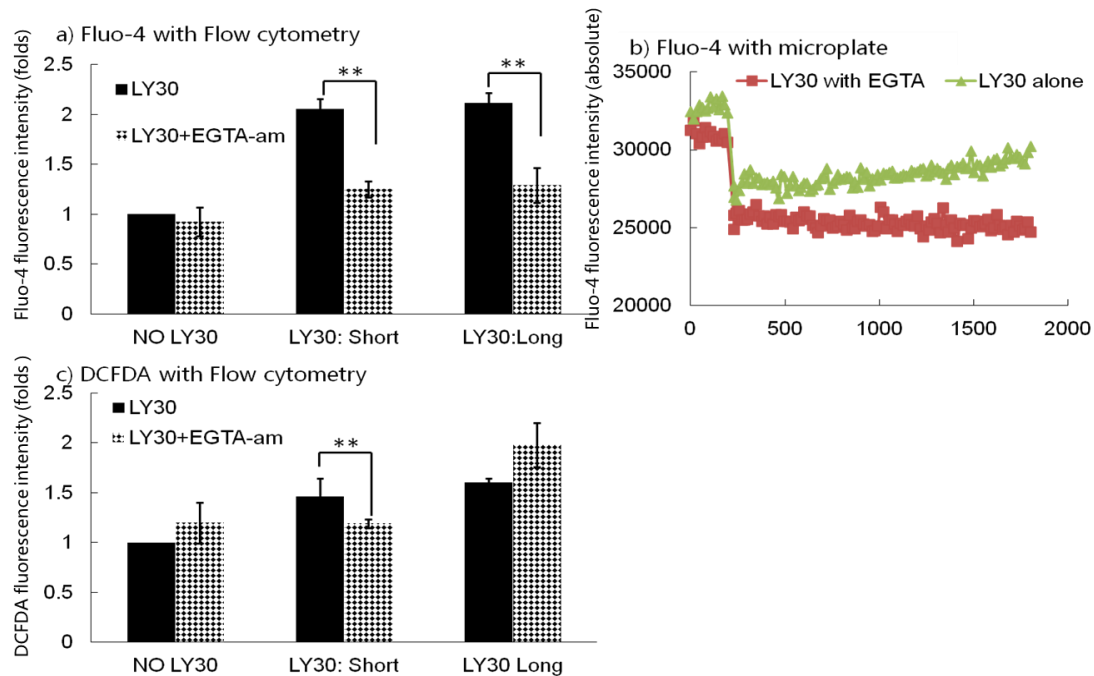 a) Fluo-4 with Flow cytometry
Fluo-4 fluorescence intensity (folds)
2.5
2
1.5
1
0.5
0
LY30
LY30+EGTA-am
**
**
NO LY30
LY30: Short
LY30:Long
b) Fluo-4 with microplate
Fluo-4 fluorescence intensity (absolute)
35000
30000
25000
20000
LY30 with EGTA
LY30 alone
0
500
1000
1500
2000
c) DCFDA with Flow cytometry
DCFDA fluorescence intensity (folds )
2.5
2
1.5
1
0.5
0
LY30
LY30+EGTA-am
**
NO LY30
LY30: Short
LY30 Long